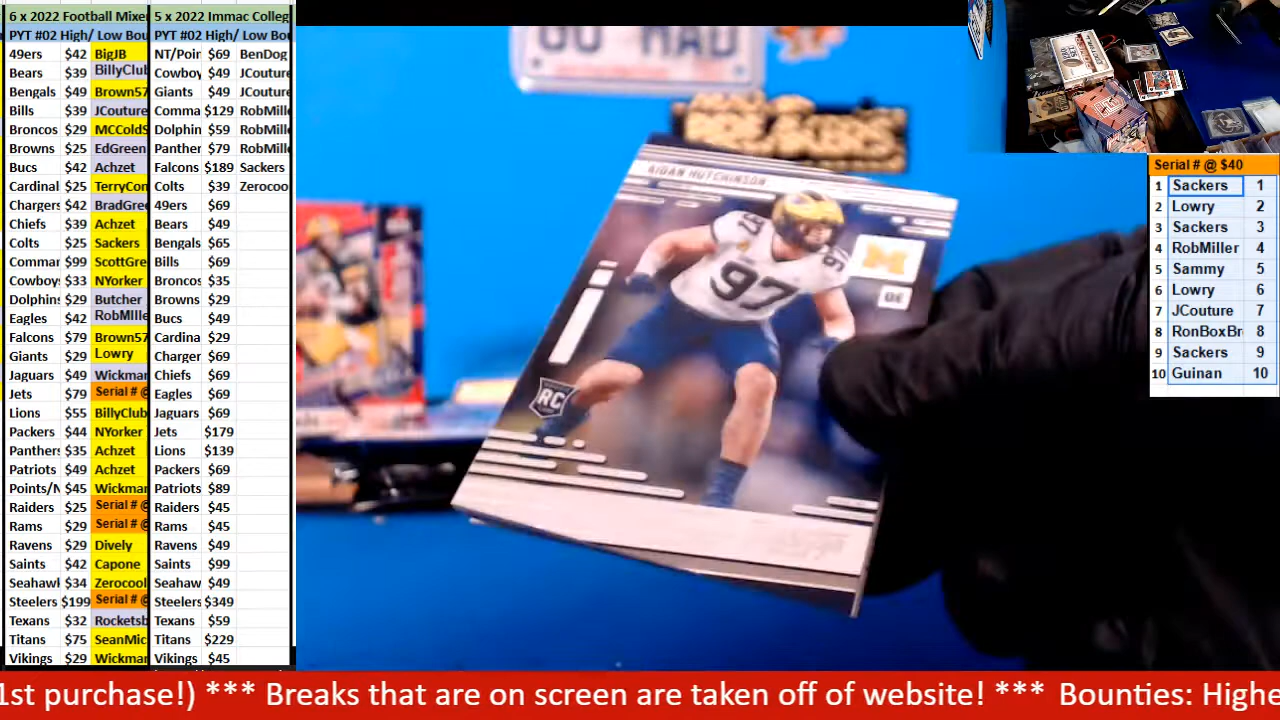 6 x 2022 Football Mixe
PYT #02 High/ Low Bou
49ers $42 BigJB
Bears $39 BillyClub
Bengals $49 Brown57
Bills $39 JCouture
Broncos $29 MCColdS
Browns $25 EdGreen
Bucs $42 Achzet
Cardinal $25 TerryCon
Chargers $42 BradGree
Chiefs $39 Achzet
Colts $25 Sackers
Commar $99 ScottGre
Cowboys $33 NYorker
Dolphins $29 Butcher
Eagles $42 RobMille
Falcons $79 Brown57
Giants $29 Lowry
Jaguars $49 Wickmar
Jets $79 Serial # @
Lions $55 BillyClub
Packers $44 NYorker
Panthers $35 Achzet
Patriots $49 Achzet
Points/N $45 Wickmar
Raiders $25 Serial # @
Rams $29 Serial # @
Ravens $29 Dively
Saints $42 Capone
Seahawk $34 Zerocool
Steelers $199 Serial # @
Texans $32 Rocketsb
Titans $75 SeanMic
Vikings $29 Wickmar
5 x 2022 Immac Colleg
PYT #02 High/ Low Bou
NT/Poin $69 BenDog
Cowboy $49 JCouture
Giants $49 JCouture
Comma $129 RobMille
Dolphin $59 RobMille
Panther $79 RobMille
Falcons $189 Sackers
Colts $39 Zerocoo
49ers $69
Bears $49
Bengals $65
Bills $69
Broncos $35
Browns $29
Bucs $49
Cardina $29
Charger $69
Chiefs $69
Eagles $69
Jaguars $69
Jets $179
Lions $139
Packers $69
Patriots $89
Raiders $45
Rams $45
Ravens $49
Saints $99
Seahaw $49
Steelers $349
Texans $59
Titans $229
Vikings $45
GO MAD
AIDAN HUTCHINSON
97
97
M
DE
97
RC
Serial # @ $40
1 Sackers 1
2 Lowry 2
3 Sackers 3
4 RobMiller 4
5 Sammy 5
6 Lowry 6
7 JCouture 7
8 RonBoxBr 8
9 Sackers 9
10 Guinan 10
1st purchase!) *** Breaks that are on screen are taken off of website! *** Bounties: Highe